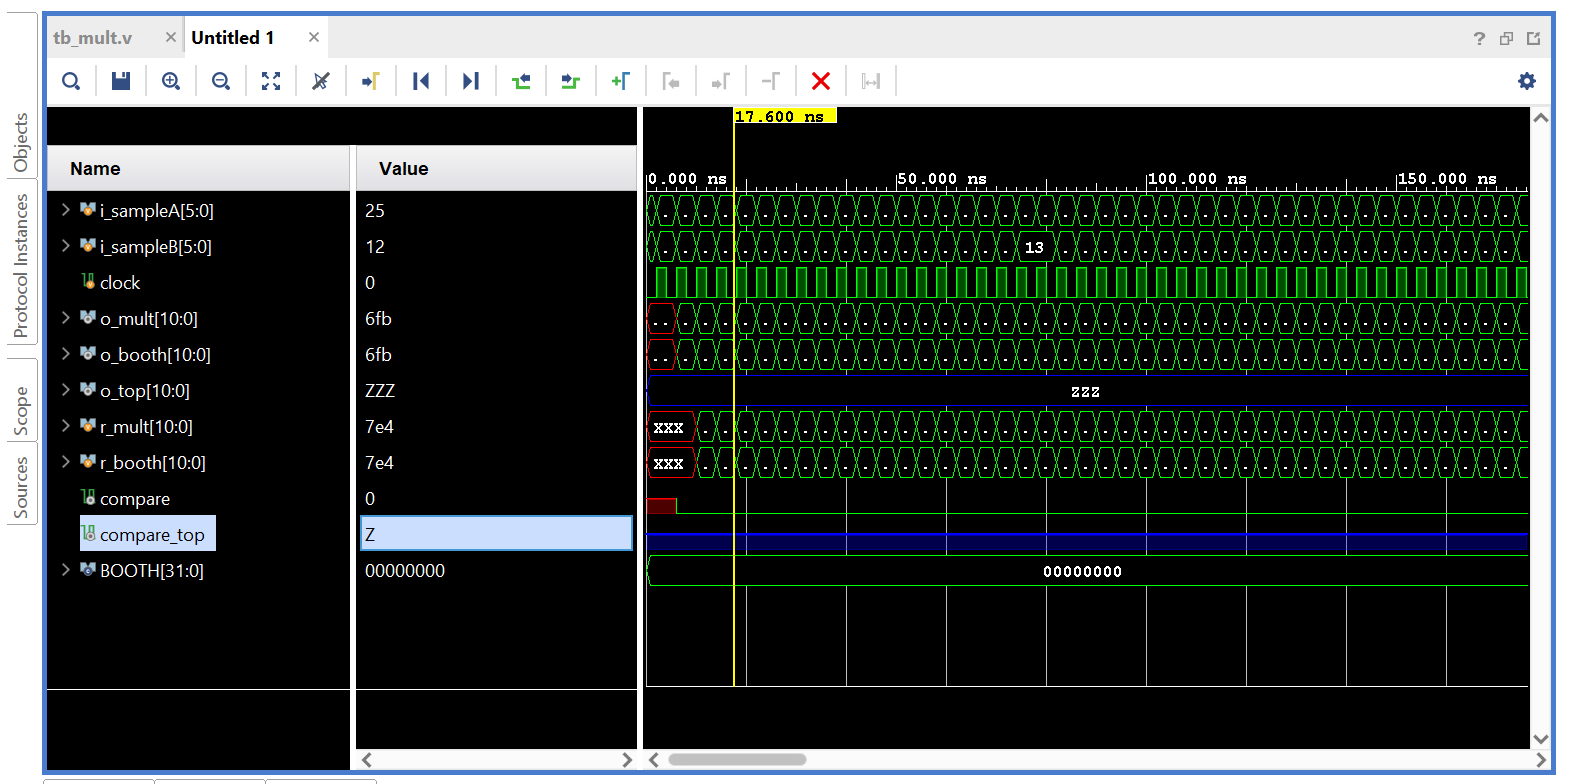 tb_mult.v × Untitled 1 × ?
Objects
Protocol Instances
Scope
Sources
17.600 ns
Name Value
0.000 ns 50.000 ns 100.000 ns 150.000 ns
i_sampleA[5:0] 25
i_sampleB[5:0] 12 13
clock 0
o_mult[10:0] 6fb
o_booth[10:0] 6fb
o_top[10:0] ZZZ ZZZ
r_mult[10:0] 7e4 XXX
r_booth[10:0] 7e4 XXX
compare 0
compare_top Z
BOOTH[31:0] 00000000 00000000